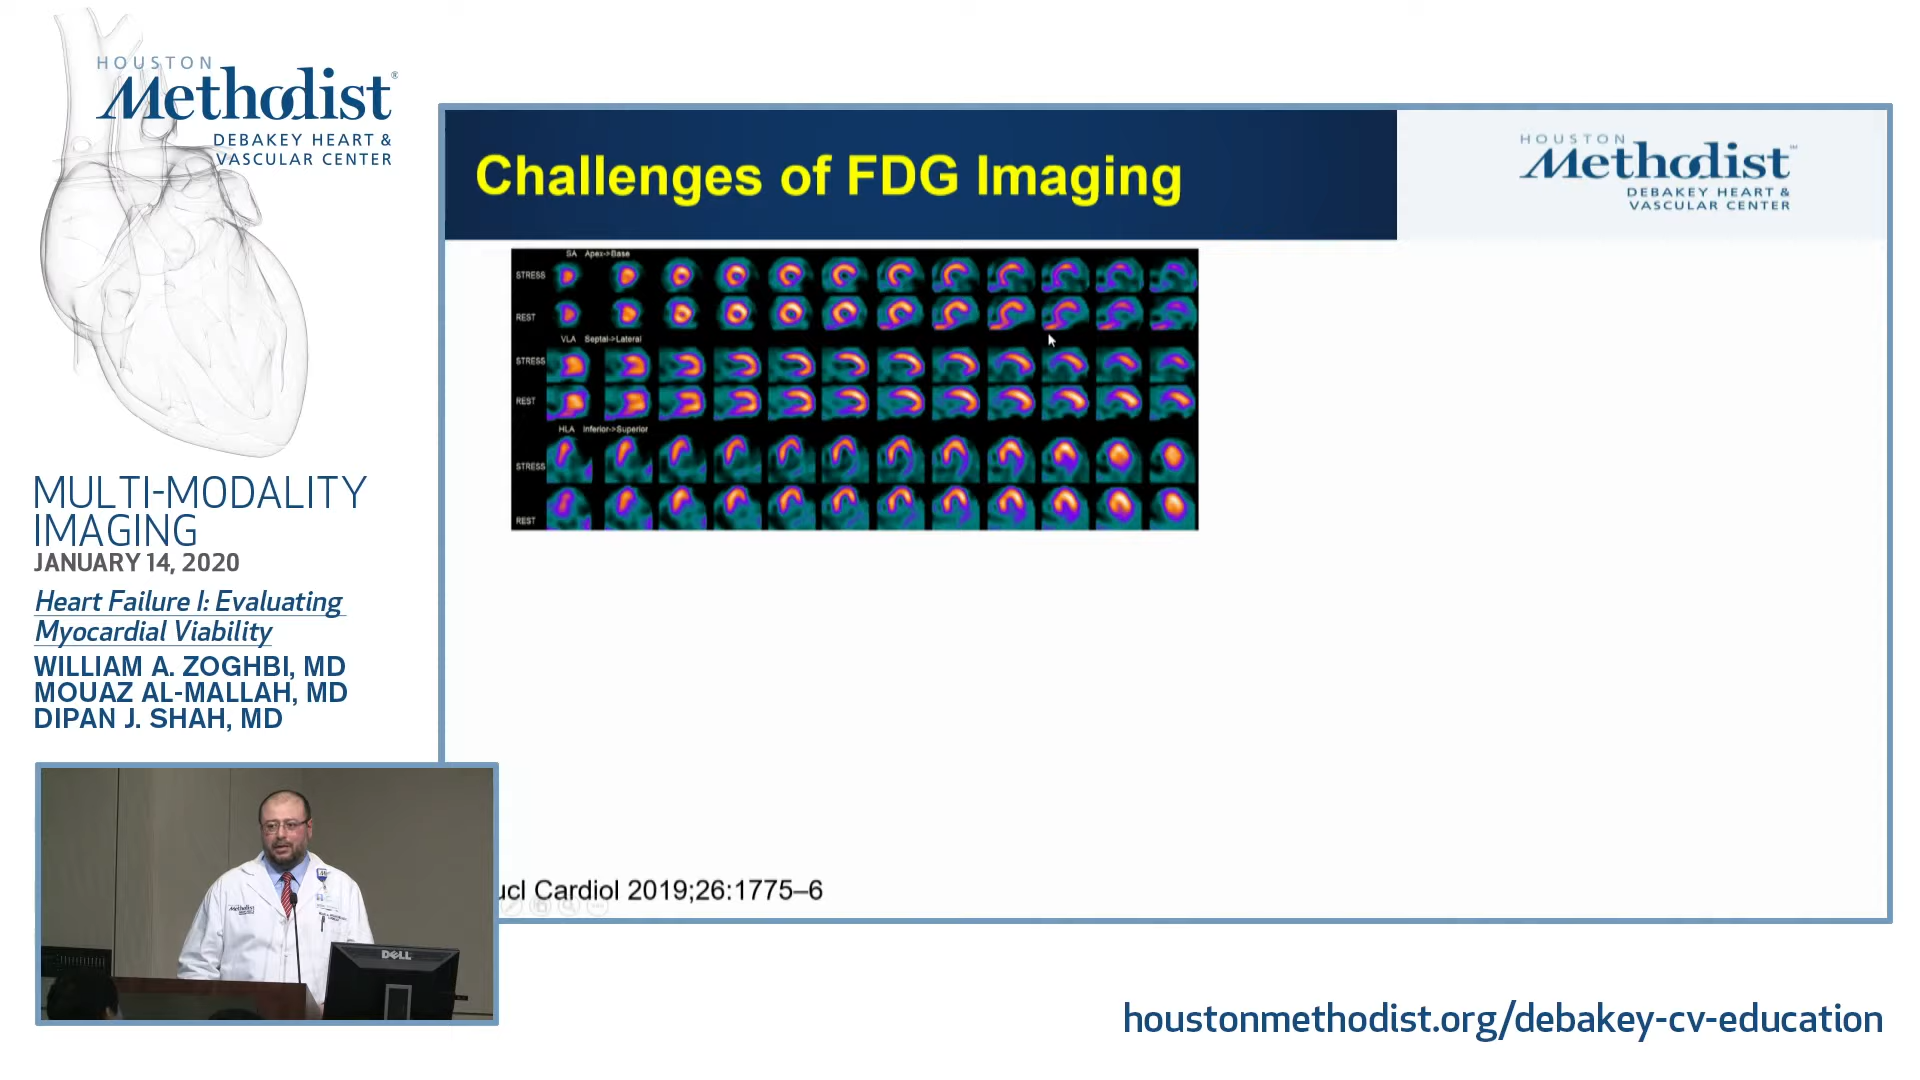 HOUSTON
Methodist®
DEBAKEY HEART &
VASCULAR CENTER
MULTI-MODALITY
IMAGING
JANUARY 14, 2020
Heart Failure I: Evaluating
Myocardial Viability
WILLIAM A. ZOGHBI, MD
MOUAZ AL-MALLAH, MD
DIPAN J. SHAH, MD
Challenges of FDG Imaging
HOUSTON
Methodist
DEBAKEY HEART &
VASCULAR CENTER
SA Apex->Base
STRESS
REST
VLA Septal->Lateral
STRESS
REST
HLA Inferior->Superior
STRESS
REST
ucl Cardiol 2019;26:1775–6
Methodist
DELL
houstonmethodist.org/debakey-cv-education